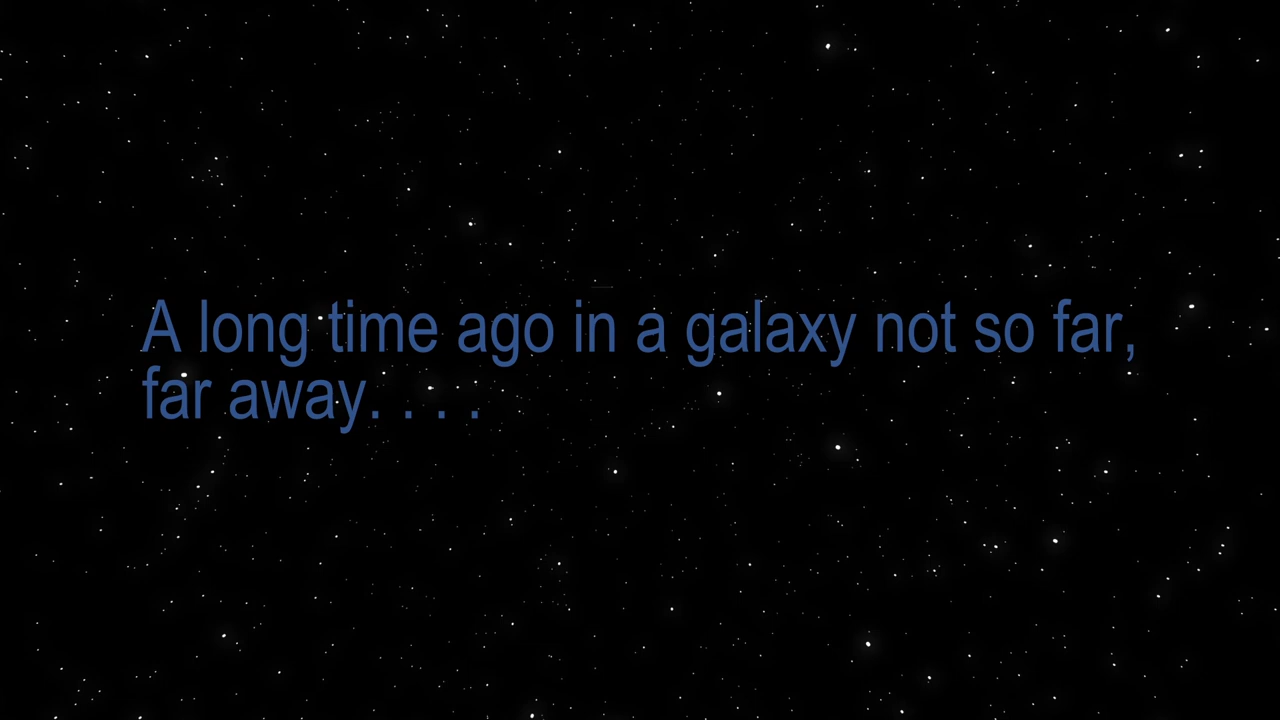 A long time ago in a galaxy not so far,
far away. . . .